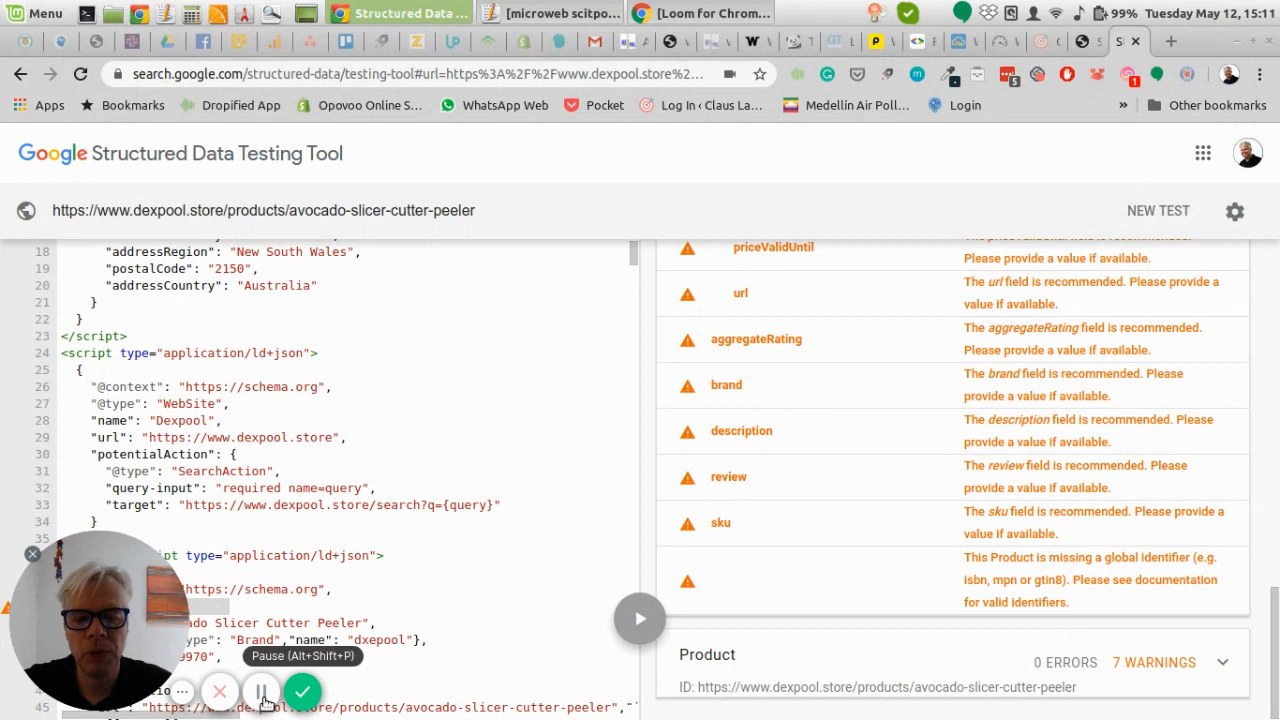 Menu
Structured Data ...
[microweb scitpo...
[Loom for Chrom...
99% Tuesday May 12, 15:11
search.google.com/structured-data/testing-tool#url=https%3A%2F%2Fwww.dexpool.store%2...
Apps Bookmarks Dropified App Opovoo Online S... WhatsApp Web Pocket Log In ‹ Claus La... Medellín Air Poll... Login » Other bookmarks
Google Structured Data Testing Tool
https://www.dexpool.store/products/avocado-slicer-cutter-peeler
NEW TEST
18 "addressRegion": "New South Wales",
19 "postalCode": "2150",
20 "addressCountry": "Australia"
21 }
22 }
23 </script>
24 <script type="application/ld+json">
25 {
26 "@context": "https://schema.org",
27 "@type": "WebSite",
28 "name": "Dexpool",
29 "url": "https://www.dexpool.store",
30 "potentialAction": {
31 "@type": "SearchAction",
32 "query-input": "required name=query",
33 "target": "https://www.dexpool.store/search?q={query}"
34 }
35
type="application/ld+json">
"https://schema.org",
Slicer Cutter Peeler",
"Brand","name": "dxepool"},
9970",
45 /products/avocado-slicer-cutter-peeler",
Pause (Alt+Shift+P)
priceValidUntil
Please provide a value if available.
url
The url field is recommended. Please provide a
value if available.
aggregateRating
The aggregateRating field is recommended.
Please provide a value if available.
brand
The brand field is recommended. Please
provide a value if available.
description
The description field is recommended. Please
provide a value if available.
review
The review field is recommended. Please
provide a value if available.
sku
The sku field is recommended. Please provide a
value if available.
This Product is missing a global identifier (e.g.
isbn, mpn or gtin8). Please see documentation
for valid identifiers.
Product
0 ERRORS 7 WARNINGS
ID: https://www.dexpool.store/products/avocado-slicer-cutter-peeler